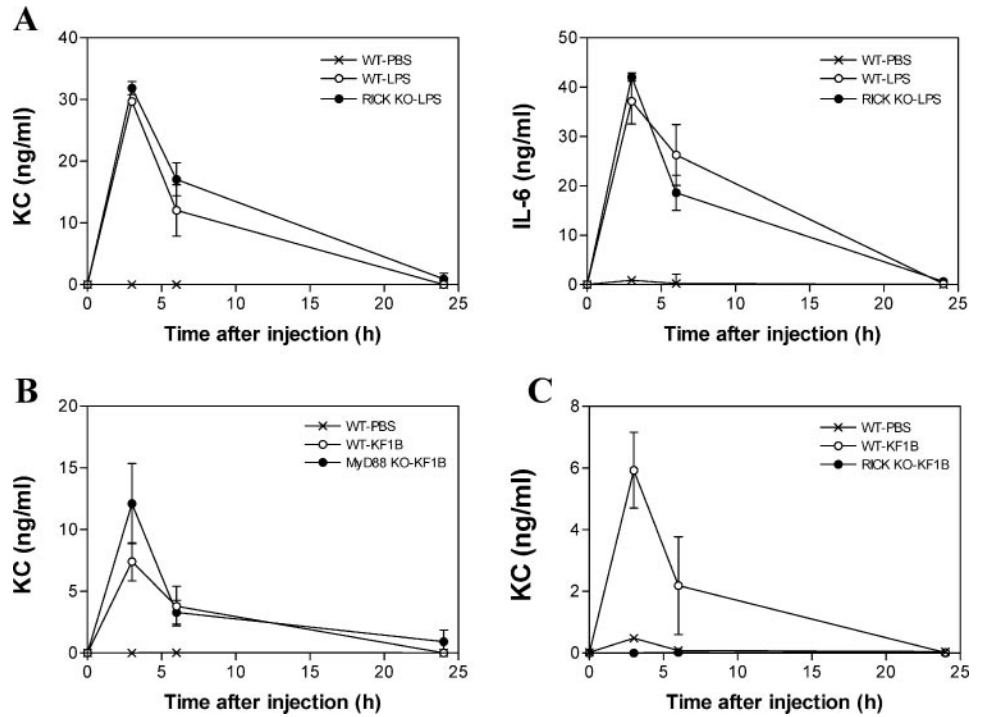 A
KC (ng/ml)
40
30
20
10
0
0 5 10 15 20 25
Time after injection (h)
WT-PBS
WT-LPS
RICK KO-LPS
IL-6 (ng/ml)
50
40
30
20
10
0
0 5 10 15 20 25
Time after injection (h)
WT-PBS
WT-LPS
RICK KO-LPS
B
KC (ng/ml)
20
15
10
5
0
0 5 10 15 20 25
Time after injection (h)
WT-PBS
WT-KF1B
MyD88 KO-KF1B
C
KC (ng/ml)
8
6
4
2
0
0 5 10 15 20 25
Time after injection (h)
WT-PBS
WT-KF1B
RICK KO-KF1B